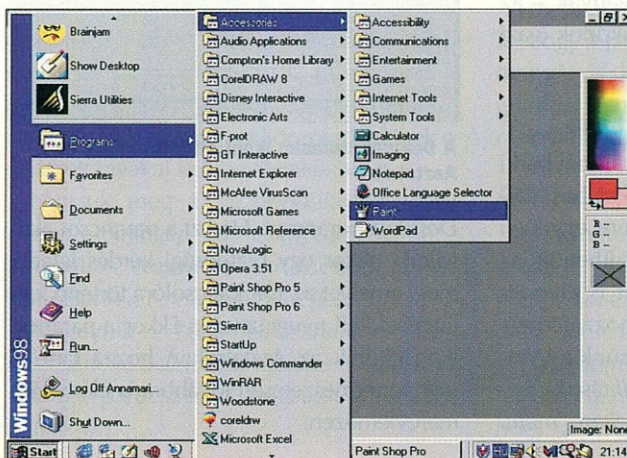 Brainjam
Show Desktop
Sierra Utilities
Programs
Favorites
Documents
Settings
Find
Help
Run...
Log Off Annamari...
Shut Down...
Windows98
Accessories
Audio Applications
Compton's Home Library
CorelDRAW 8
Disney Interactive
Electronic Arts
F-prot
GT Interactive
Internet Explorer
McAfee VirusScan
Microsoft Games
Microsoft Reference
NovaLogic
Opera 3.51
Paint Shop Pro 5
Paint Shop Pro 6
Sierra
StartUp
Windows Commander
WinRAR
Woodstone
coreldrw
Microsoft Excel
Accessibility
Communications
Entertainment
Games
Internet Tools
System Tools
Calculator
Imaging
Notepad
Office Language Selector
Paint
WordPad
R --
G --
B --
Image: None
Start
Paint Shop Pro
21:14